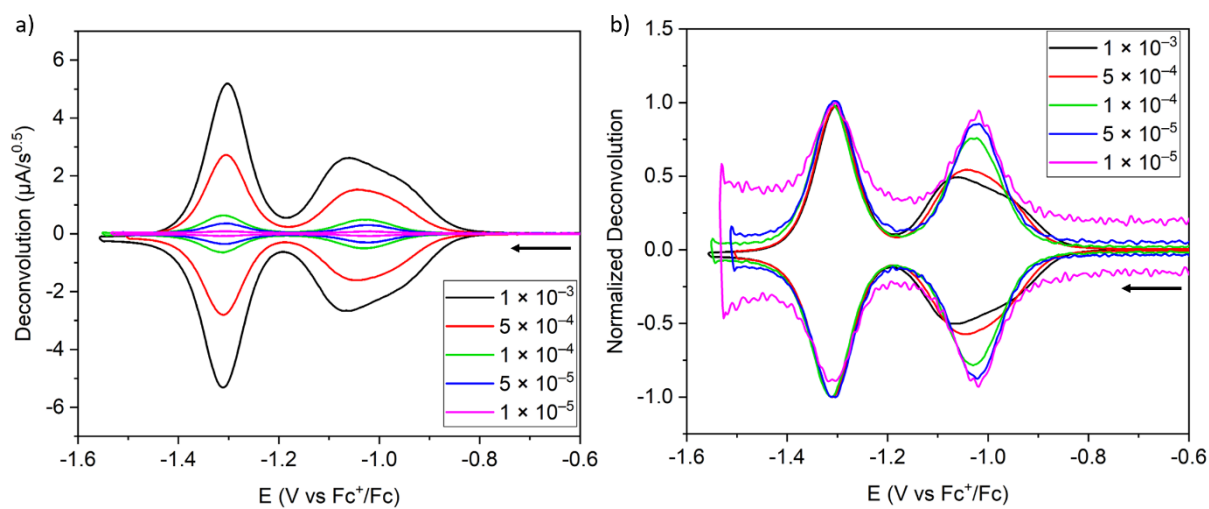 a)
Deconvolution (µA/s⁰·⁵)
6
4
2
0
-2
-4
-6
1 × 10⁻³
5 × 10⁻⁴
1 × 10⁻⁴
5 × 10⁻⁵
1 × 10⁻⁵
-1.6 -1.4 -1.2 -1.0 -0.8 -0.6
E (V vs Fc⁺/Fc)
b)
Normalized Deconvolution
1.5
1.0
0.5
0.0
-0.5
-1.0
1 × 10⁻³
5 × 10⁻⁴
1 × 10⁻⁴
5 × 10⁻⁵
1 × 10⁻⁵
-1.6 -1.4 -1.2 -1.0 -0.8 -0.6
E (V vs Fc⁺/Fc)